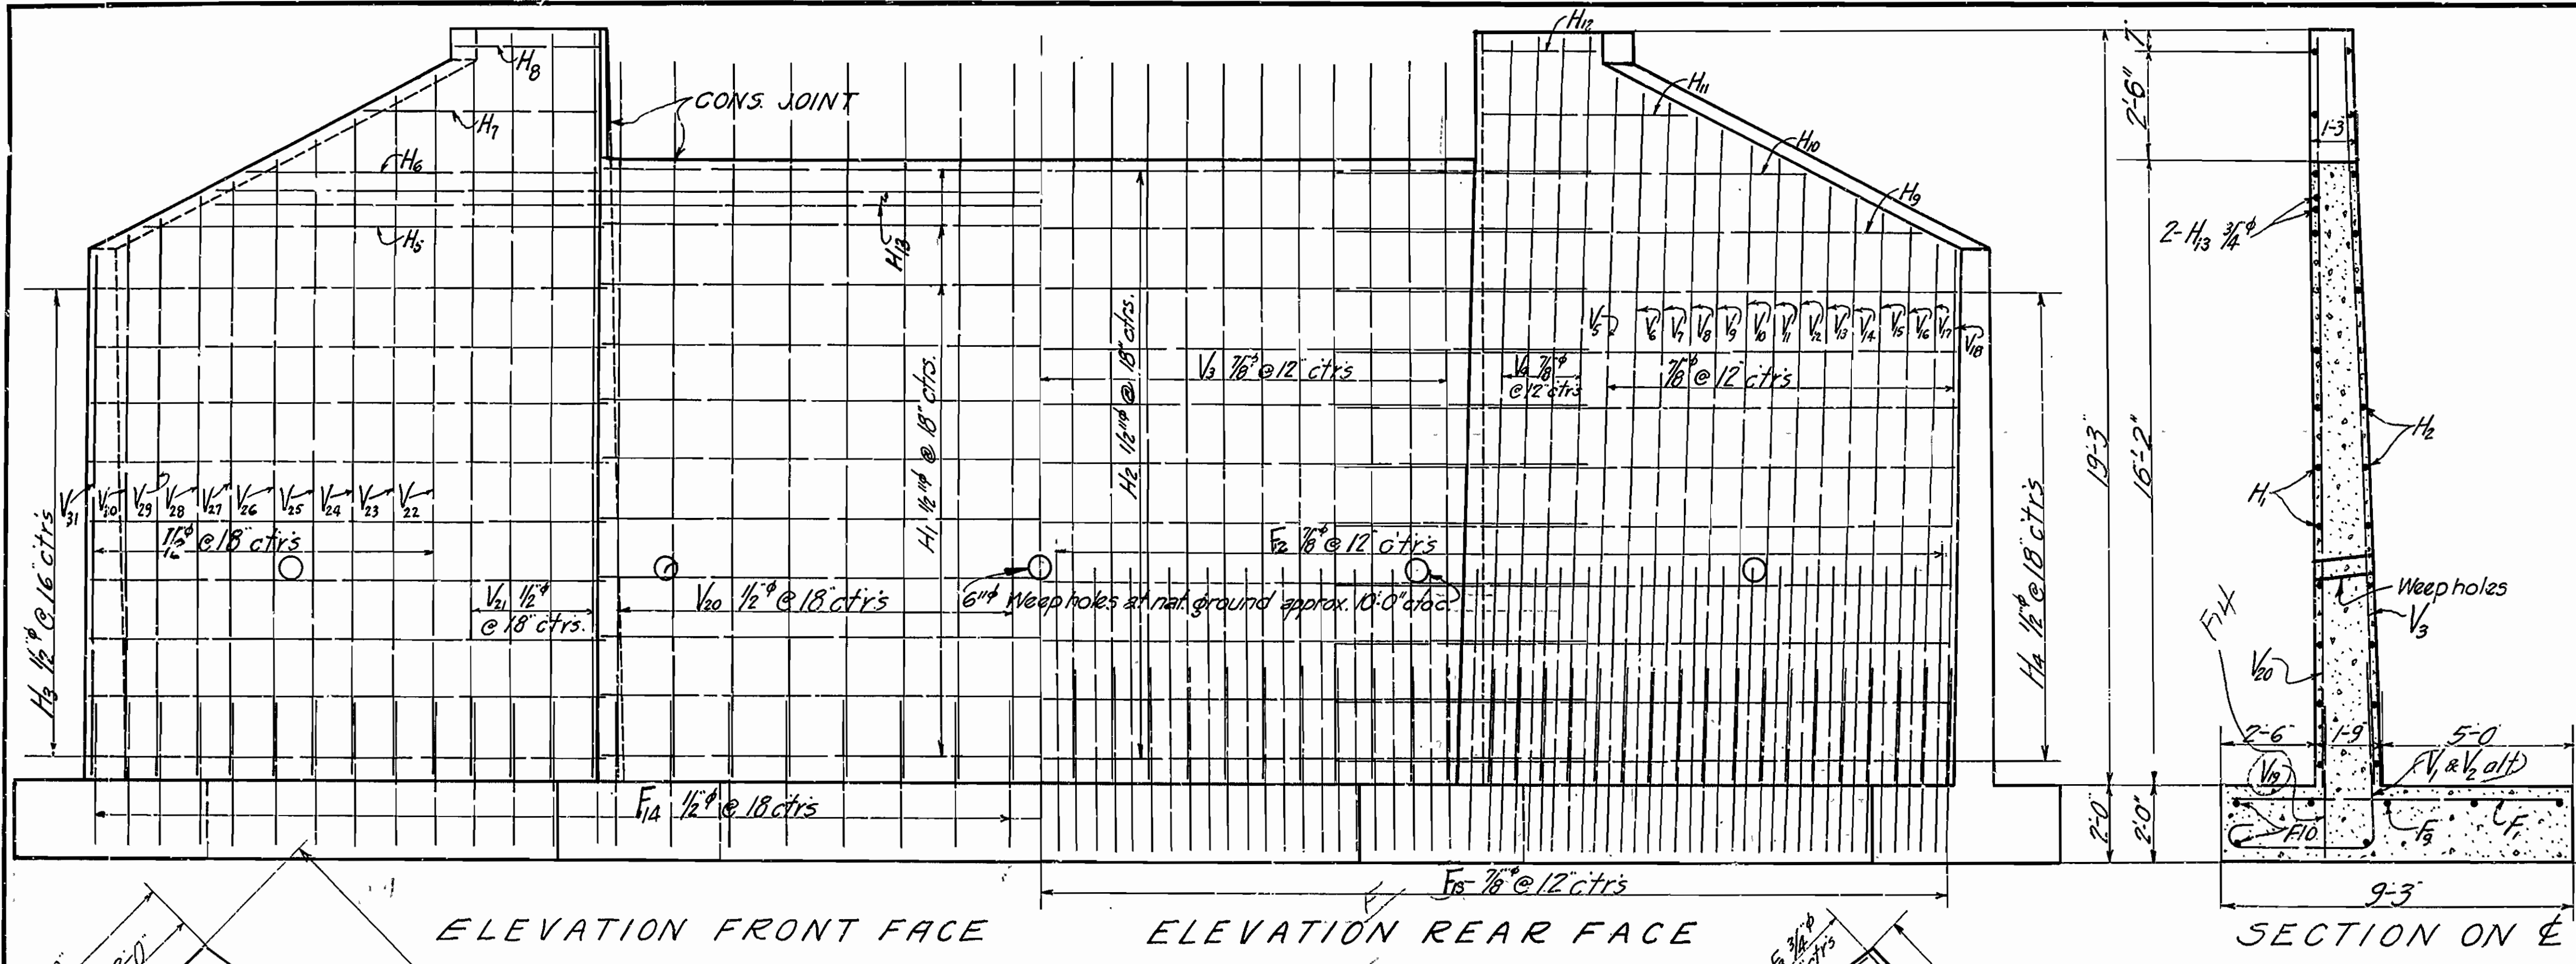 H8
H7
H6
H5
CONS. JOINT
H13
H12
H11
H10
H9
H3 1/2"φ @ 16" ctrs
V31
V29
V28
V27
V26
V25
V24
V23
V22
@ 18" ctrs
V21 1/2"φ
@ 18" ctrs.
V20 1/2"φ @ 18" ctrs
H1 1/2"φ @ 18" ctrs.
H2 1/2"φ @ 18" ctrs.
V3 7/8"φ @ 12" ctrs
7/8"φ
@ 12" ctrs
7/8"φ @ 12" ctrs
V5
V6
V7
V8
V9
V10
V11
V12
V13
V14
V15
V16
V17
V18
F2 7/8"φ @ 12" ctrs
6"φ Weep holes at nat. ground approx. 10'-0" ctoc.
H4 1/2"φ @ 18" ctrs
F14 1/2"φ @ 18 ctrs
7/8"φ @ 12" ctrs
19'-3"
2'-0"
7"
2'-6"
16'-2"
2'-0"
1'-3"
2-H13 3/4"φ
H2
H1
Weep holes
V3
F14
V20
2'-6"
1'-9"
5'-0"
V19
(V1 & V2 alt)
F10
F9
F1
9'-3"
ELEVATION FRONT FACE
ELEVATION REAR FACE
SECTION ON ℄
3/4"φ
ctrs